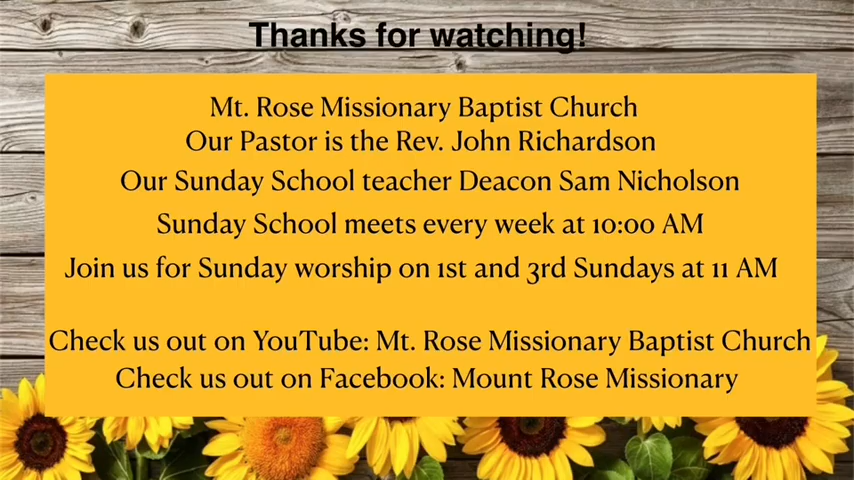 Thanks for watching!
Mt. Rose Missionary Baptist Church
Our Pastor is the Rev. John Richardson
Our Sunday School teacher Deacon Sam Nicholson
Sunday School meets every week at 10:00 AM
Join us for Sunday worship on 1st and 3rd Sundays at 11 AM
Check us out on YouTube: Mt. Rose Missionary Baptist Church
Check us out on Facebook: Mount Rose Missionary